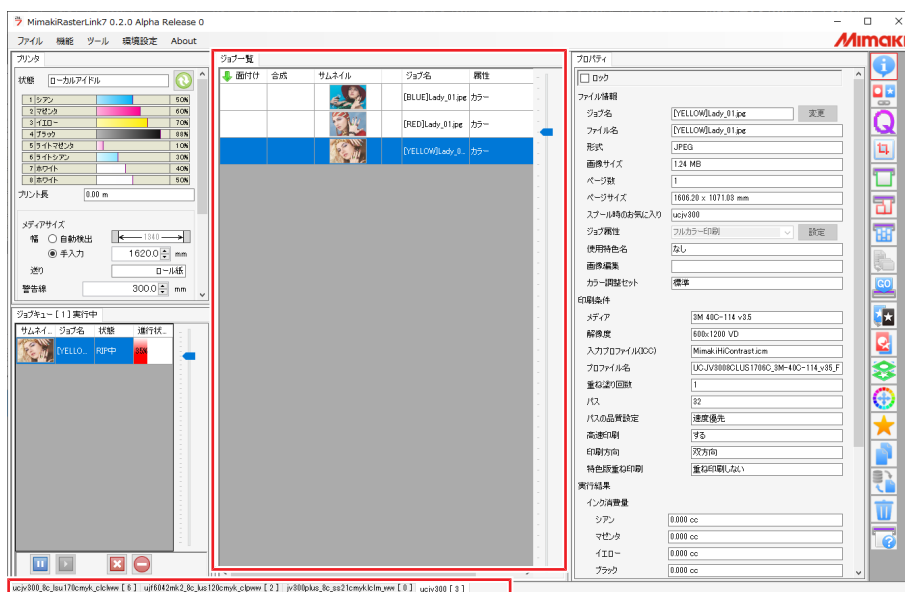 MimakiRasterLink7 0.2.0 Alpha Release 0
ファイル 機能 ツール 環境設定 About
Mimaki
プリンタ
状態 ローカルアイドル
1 シアン 50%
2 マゼンタ 60%
3 イエロー 70%
4 ブラック 88%
5 ライトマゼンタ 10%
6 ライトシアン 30%
7 ホワイト 40%
8 ホワイト 50%
プリント長 0.00 m
メディアサイズ
幅 自動検出 1340
手入力 1620.0 mm
送り ロール紙
警告線 300.0 mm
ジョブキュー [ 1 ] 実行中
サムネイ... ジョブ名 状態 進行状...
[YELLO... RIP中 35%
ジョブ一覧
面付け 合成 サムネイル ジョブ名 属性
[BLUE]Lady_01.jpg カラー
[RED]Lady_01.jpg カラー
[YELLOW]Lady_0... カラー
プロパティ
ロック
ファイル情報
ジョブ名 [YELLOW]Lady_01.jpg 変更
ファイル名 [YELLOW]Lady_01.jpg
形式 JPEG
画像サイズ 1.24 MB
ページ数 1
ページサイズ 1606.20 x 1071.03 mm
スプール時のお気に入り ucjv300
ジョブ属性 フルカラー印刷 設定
使用特色名 なし
画像編集
カラー調整セット 標準
印刷条件
メディア 3M 40C-114 v3.5
解像度 600x1200 VD
入力プロファイル(ICC) MimakiHiContrast.icm
プロファイル名 UCJV3008CLUS1706C_3M-40C-114_v35_F
重ね塗り回数 1
パス 32
パスの品質設定 速度優先
高速印刷 する
印刷方向 双方向
特色版重ね印刷 重ね印刷しない
実行結果
インク消費量
シアン 0.000 cc
マゼンタ 0.000 cc
イエロー 0.000 cc
ブラック 0.000 cc
GO
ucjv300_8c_lsu170cmyk_clclww [ 6 ] ujf6042mk2_8c_lus120cmyk_clpww [ 2 ] jv300plus_8c_ss21cmyklclm_ww [ 0 ] ucjv300 [ 3 ]